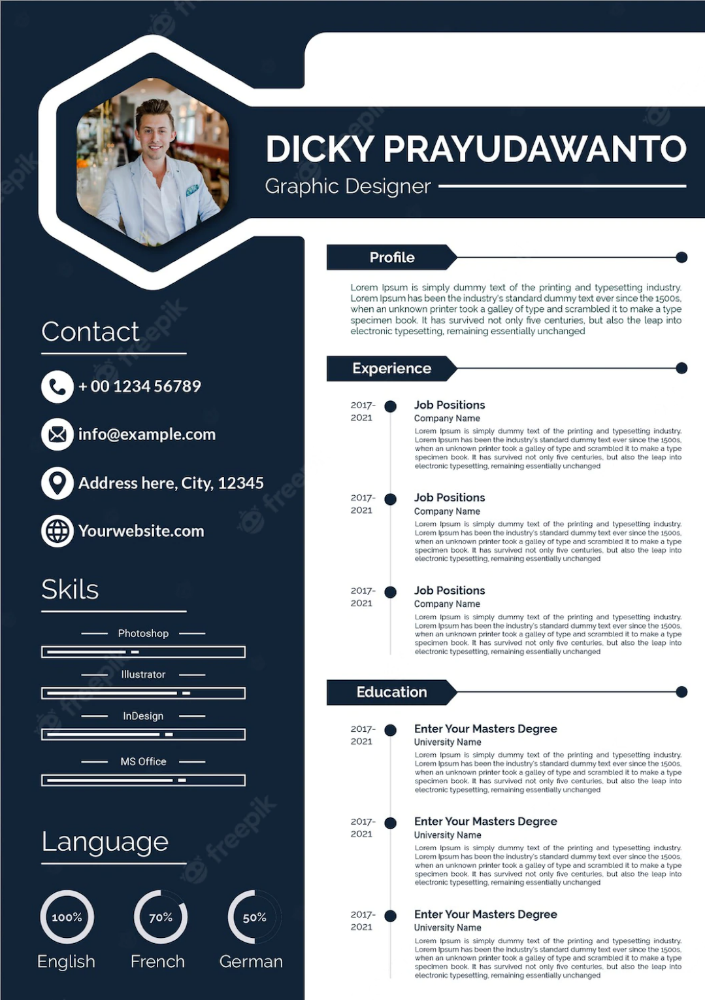 DICKY PRAYUDAWANTO
Graphic Designer
Contact
+ 00 1234 56789
info@example.com
Address here, City, 12345
Yourwebsite.com
Skils
Photoshop
Illustrator
InDesign
MS Office
Language
100%
70%
50%
English
French
German
Profile
Lorem Ipsum is simply dummy text of the printing and typesetting industry.
Lorem Ipsum has been the industry's standard dummy text ever since the 1500s,
when an unknown printer took a galley of type and scrambled it to make a type
specimen book. It has survived not only five centuries, but also the leap into
electronic typesetting, remaining essentially unchanged
Experience
2017-
2021
Job Positions
Company Name
Lorem Ipsum is simply dummy text of the printing and typesetting industry.
Lorem Ipsum has been the industry's standard dummy text ever since the 1500s,
when an unknown printer took a galley of type and scrambled it to make a type
specimen book. It has survived not only five centuries, but also the leap into
electronic typesetting, remaining essentially unchanged
2017-
2021
Job Positions
Company Name
Lorem Ipsum is simply dummy text of the printing and typesetting industry.
Lorem Ipsum has been the industry's standard dummy text ever since the 1500s,
when an unknown printer took a galley of type and scrambled it to make a type
specimen book. It has survived not only five centuries, but also the leap into
electronic typesetting, remaining essentially unchanged
2017-
2021
Job Positions
Company Name
Lorem Ipsum is simply dummy text of the printing and typesetting industry.
Lorem Ipsum has been the industry's standard dummy text ever since the 1500s,
when an unknown printer took a galley of type and scrambled it to make a type
specimen book. It has survived not only five centuries, but also the leap into
electronic typesetting, remaining essentially unchanged
Education
2017-
2021
Enter Your Masters Degree
University Name
Lorem Ipsum is simply dummy text of the printing and typesetting industry.
Lorem Ipsum has been the industry's standard dummy text ever since the 1500s,
when an unknown printer took a galley of type and scrambled it to make a type
specimen book. It has survived not only five centuries, but also the leap into
electronic typesetting, remaining essentially unchanged
2017-
2021
Enter Your Masters Degree
University Name
Lorem Ipsum is simply dummy text of the printing and typesetting industry.
Lorem Ipsum has been the industry's standard dummy text ever since the 1500s,
when an unknown printer took a galley of type and scrambled it to make a type
specimen book. It has survived not only five centuries, but also the leap into
electronic typesetting, remaining essentially unchanged
2017-
2021
Enter Your Masters Degree
University Name
Lorem Ipsum is simply dummy text of the printing and typesetting industry.
Lorem Ipsum has been the industry's standard dummy text ever since the 1500s,
when an unknown printer took a galley of type and scrambled it to make a type
specimen book. It has survived not only five centuries, but also the leap into
electronic typesetting, remaining essentially unchanged
freepik
freepik
freepik
freepik
freepik
freepik